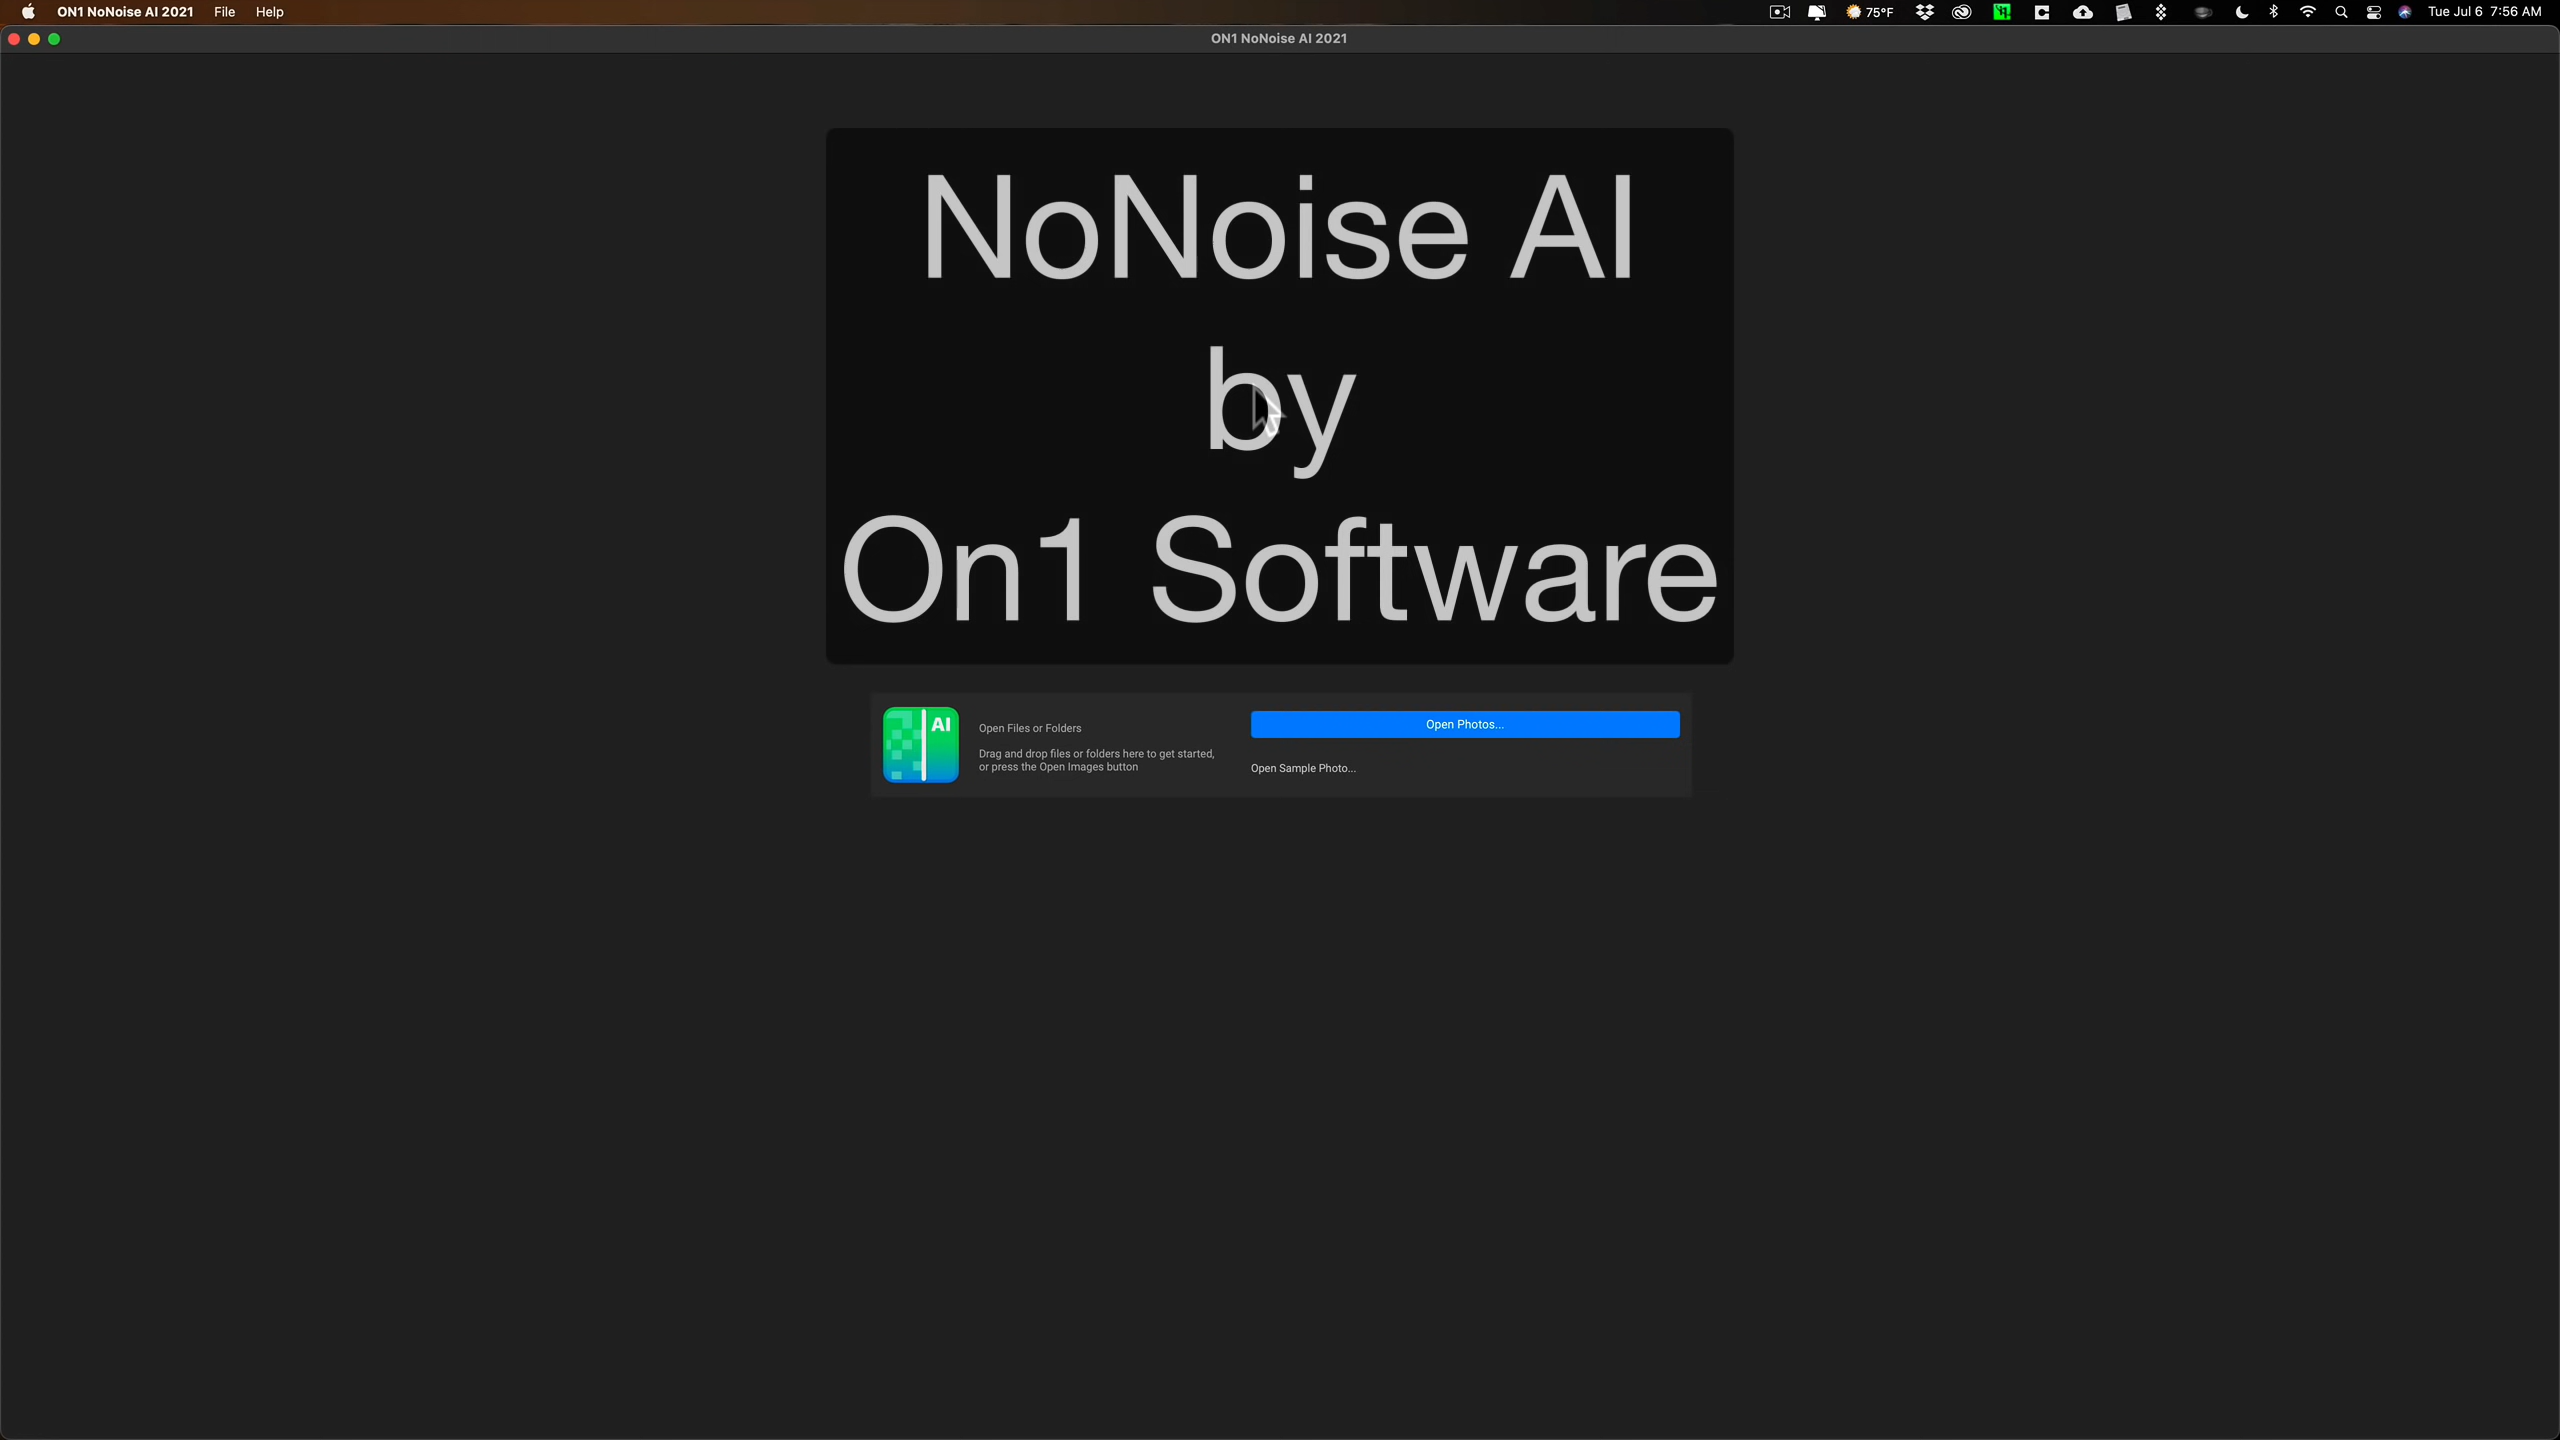 ON1 NoNoise AI 2021 File Help 75°F Tue Jul 6 7:56 AM
ON1 NoNoise AI 2021
NoNoise AI
by
On1 Software
AI
Open Files or Folders
Drag and drop files or folders here to get started,
or press the Open Images button
Open Photos...
Open Sample Photo...